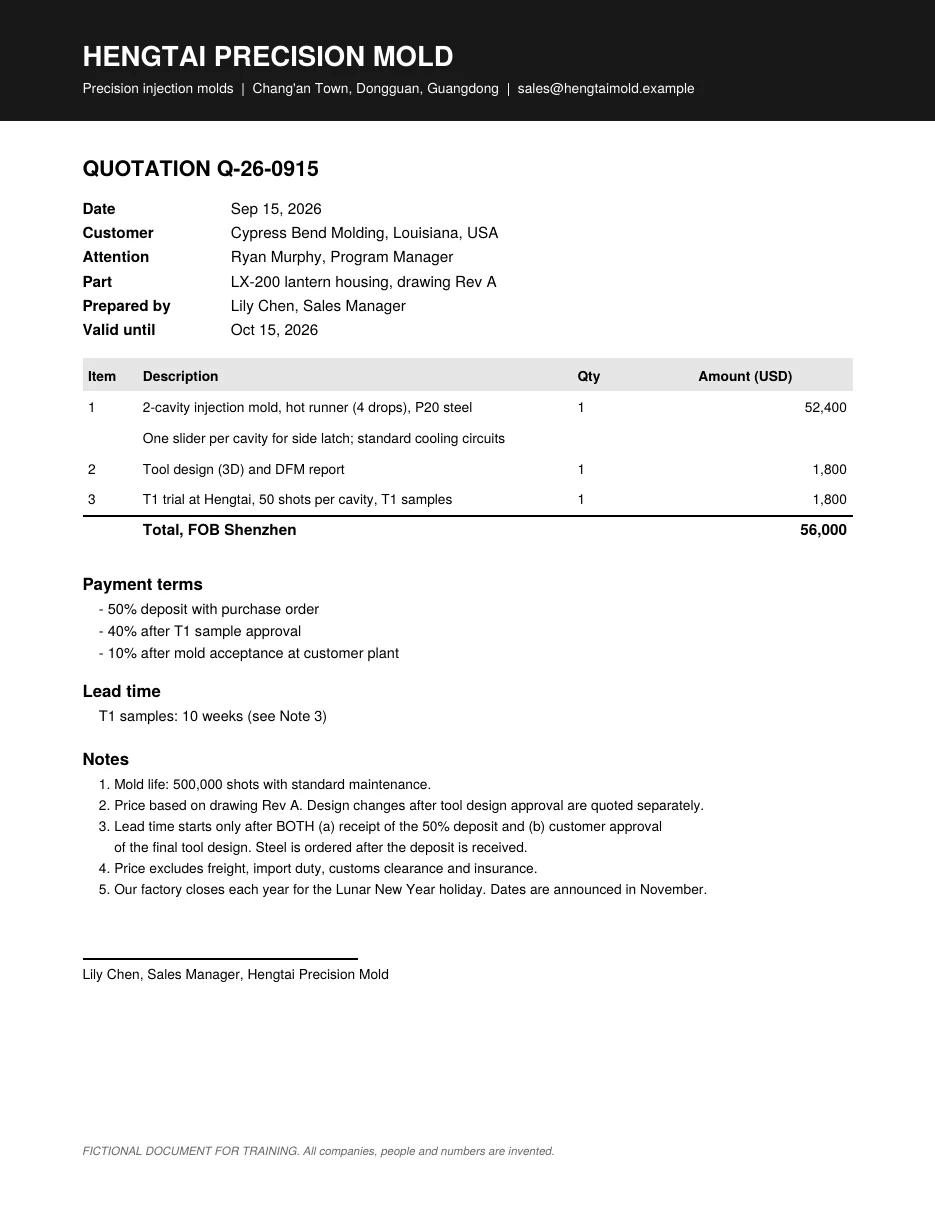 HENGTAI PRECISION MOLD
Precision injection molds | Chang'an Town, Dongguan, Guangdong | sales@hengtaimold.example
QUOTATION Q-26-0915
Date Sep 15, 2026
Customer Cypress Bend Molding, Louisiana, USA
Attention Ryan Murphy, Program Manager
Part LX-200 lantern housing, drawing Rev A
Prepared by Lily Chen, Sales Manager
Valid until Oct 15, 2026
Item Description Qty Amount (USD)
1 2-cavity injection mold, hot runner (4 drops), P20 steel 1 52,400
One slider per cavity for side latch; standard cooling circuits
2 Tool design (3D) and DFM report 1 1,800
3 T1 trial at Hengtai, 50 shots per cavity, T1 samples 1 1,800
Total, FOB Shenzhen 56,000
Payment terms
- 50% deposit with purchase order
- 40% after T1 sample approval
- 10% after mold acceptance at customer plant
Lead time
T1 samples: 10 weeks (see Note 3)
Notes
1. Mold life: 500,000 shots with standard maintenance.
2. Price based on drawing Rev A. Design changes after tool design approval are quoted separately.
3. Lead time starts only after BOTH (a) receipt of the 50% deposit and (b) customer approval
of the final tool design. Steel is ordered after the deposit is received.
4. Price excludes freight, import duty, customs clearance and insurance.
5. Our factory closes each year for the Lunar New Year holiday. Dates are announced in November.
Lily Chen, Sales Manager, Hengtai Precision Mold
FICTIONAL DOCUMENT FOR TRAINING. All companies, people and numbers are invented.